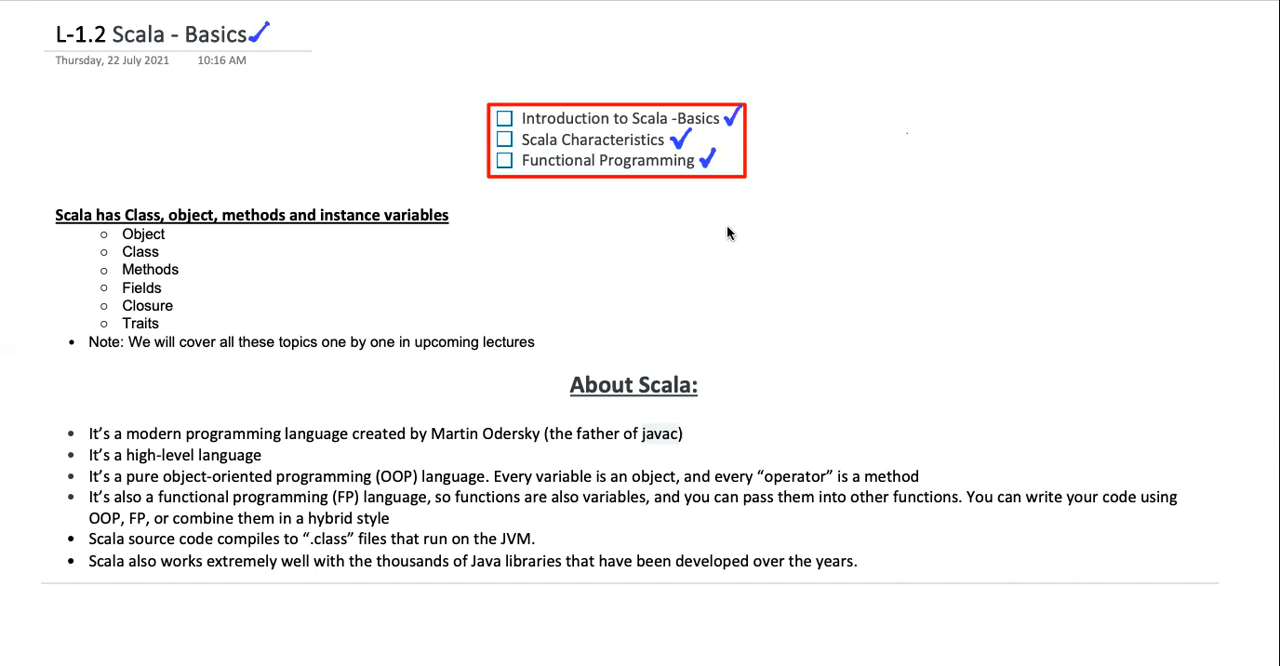 L-1.2 Scala - Basics
Thursday, 22 July 2021 10:16 AM
Introduction to Scala -Basics
Scala Characteristics
Functional Programming
Scala has Class, object, methods and instance variables
Object
Class
Methods
Fields
Closure
Traits
Note: We will cover all these topics one by one in upcoming lectures
About Scala:
It’s a modern programming language created by Martin Odersky (the father of javac)
It’s a high-level language
It’s a pure object-oriented programming (OOP) language. Every variable is an object, and every “operator” is a method
It’s also a functional programming (FP) language, so functions are also variables, and you can pass them into other functions. You can write your code using
OOP, FP, or combine them in a hybrid style
Scala source code compiles to “.class” files that run on the JVM.
Scala also works extremely well with the thousands of Java libraries that have been developed over the years.